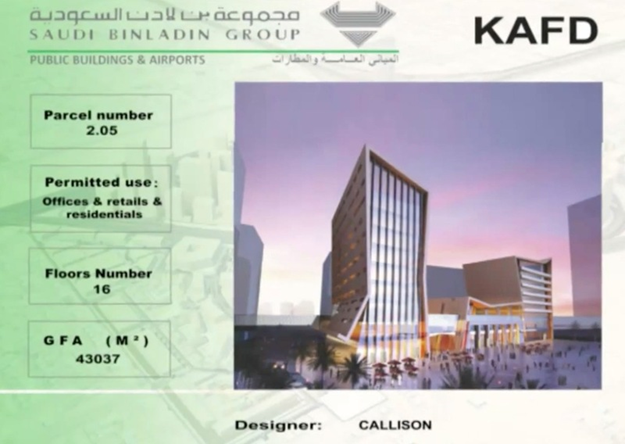 مجموعة بن لادن السعودية
SAUDI BINLADIN GROUP
PUBLIC BUILDINGS & AIRPORTS
المباني العامة والمطارات
KAFD
Parcel number
2.05
Permitted use:
Offices & retails &
residentials
Floors Number
16
GFA (M²)
43037
Designer: CALLISON